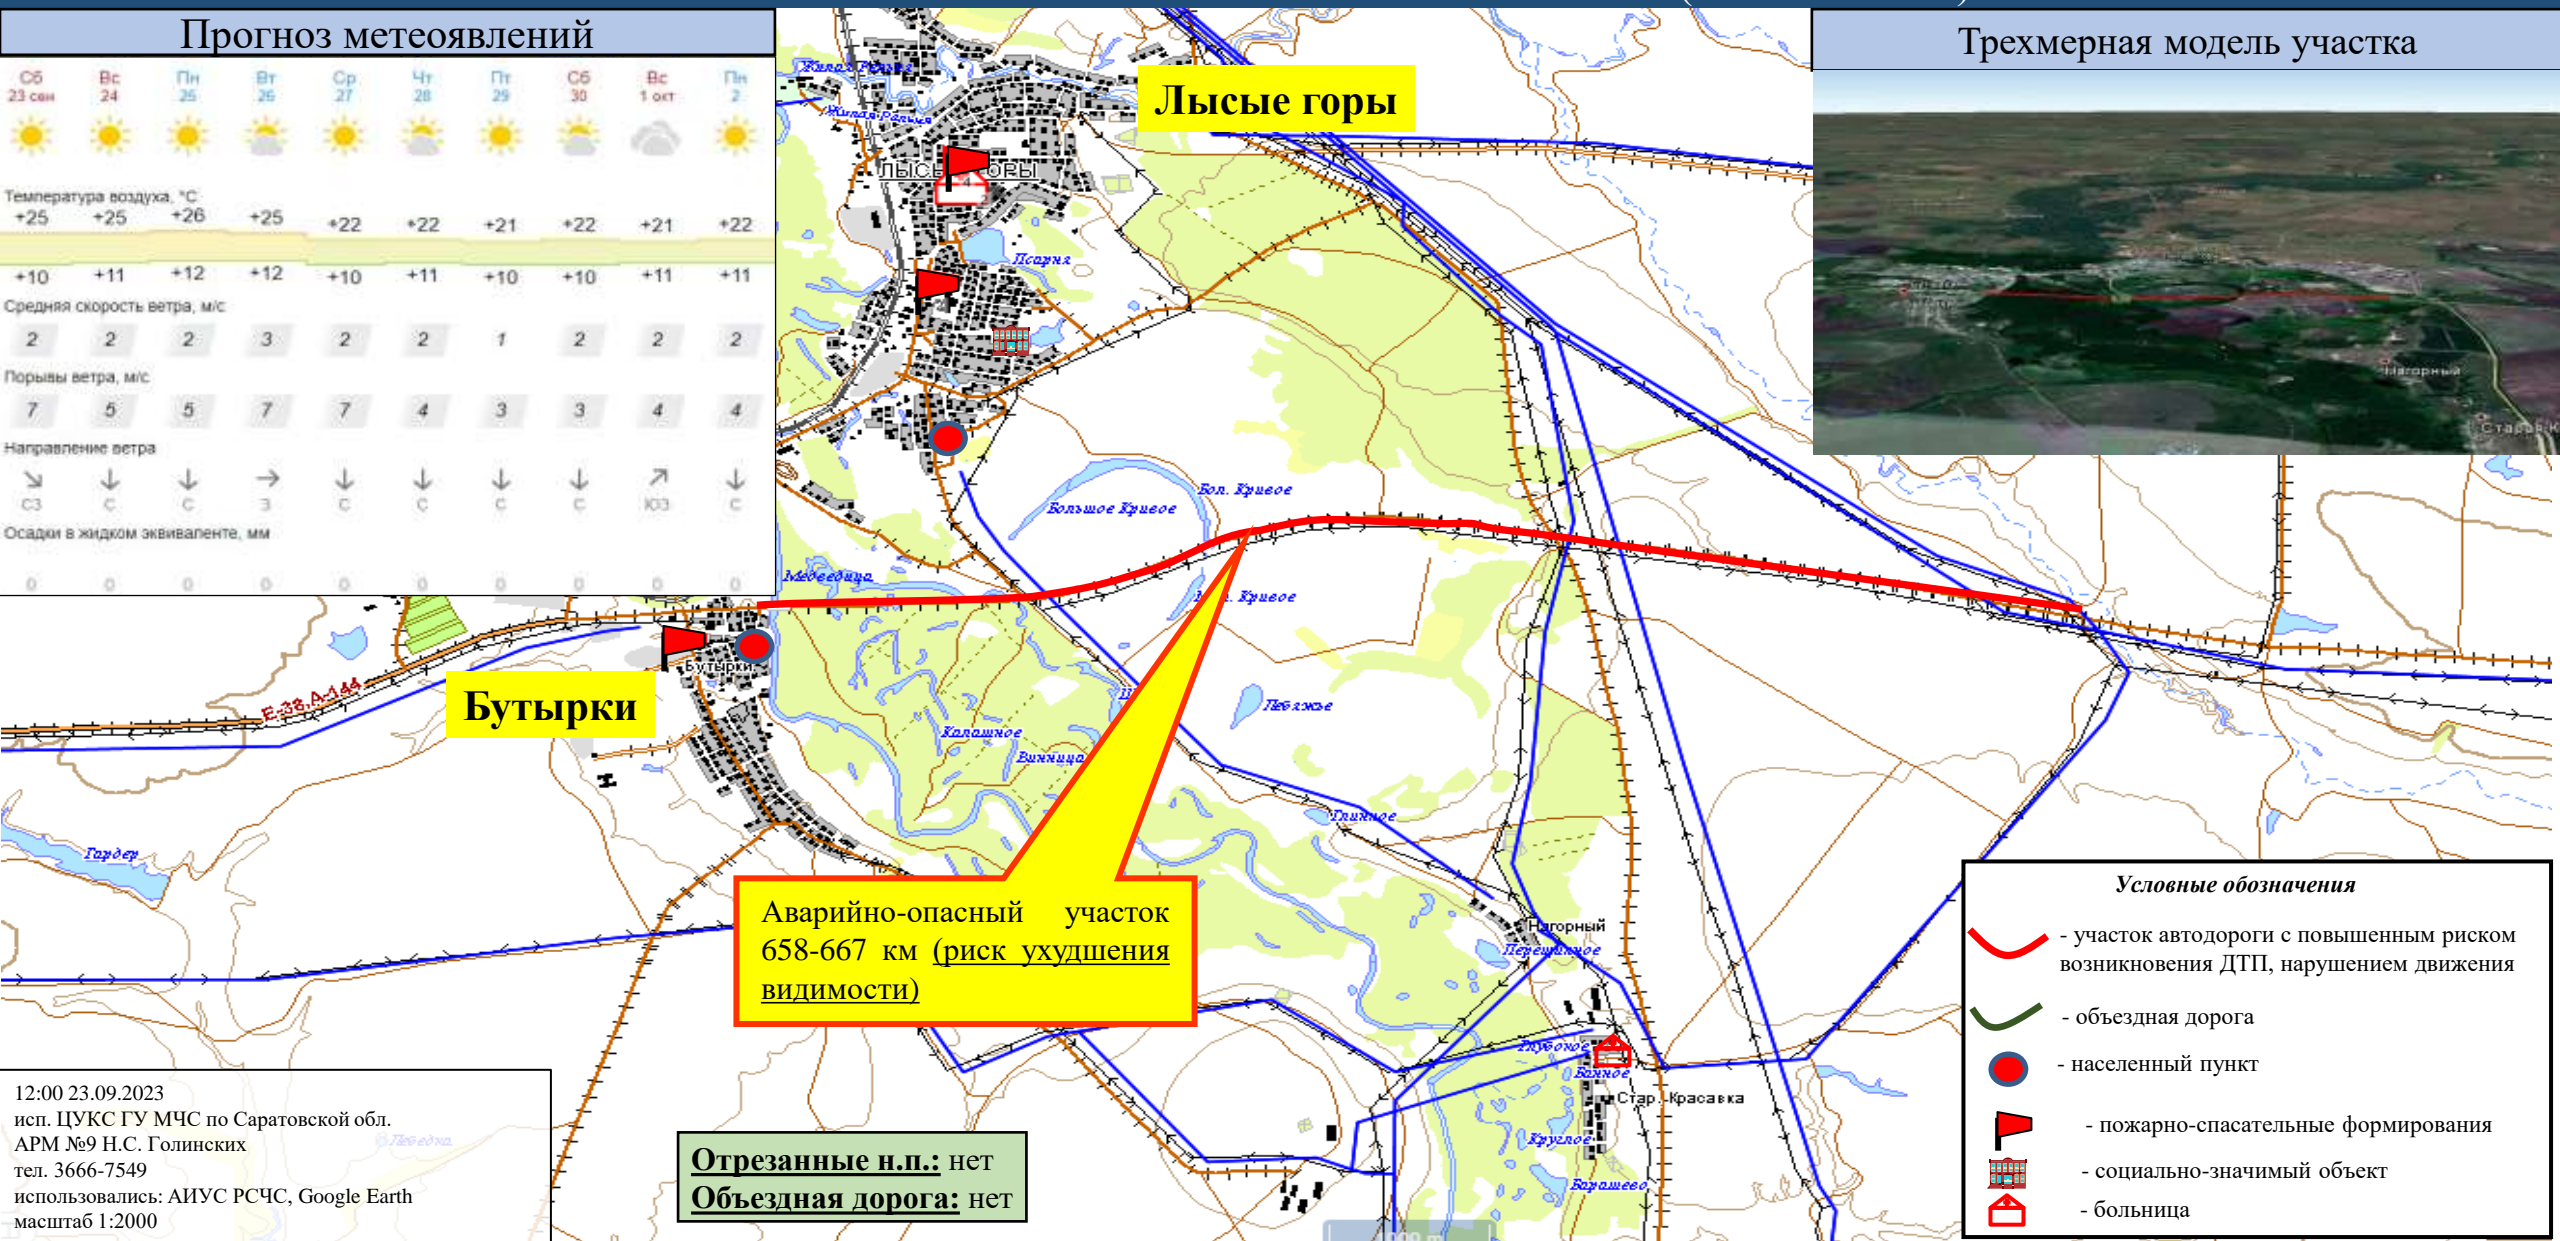 Прогноз метеоявлений
Сб Вс Пн Вт Ср Чт Пт Сб Вс Пн
23 сен 24 25 26 27 28 29 30 1 окт 2
Температура воздуха, °C
+25 +25 +26 +25 +22 +22 +21 +22 +21 +22
+10 +11 +12 +12 +10 +11 +10 +10 +11 +11
Средняя скорость ветра, м/с
2 2 2 3 2 2 1 2 2 2
Порывы ветра, м/с
7 5 5 7 7 4 3 3 4 4
Направление ветра
СЗ С С З С С С С ЮЗ С
Осадки в жидком эквиваленте, мм
0 0 0 0 0 0 0 0 0 0
Трехмерная модель участка
Нагорный
Лысые горы
Псарня
Бол. Кривое
Большое Кривое
Кривое
Медведица
Бутырки
Бутырки
Е-38,А-144
Лебяжье
Калашное
Винница
Глинное
Гардер
Нагорный
Глубокое
Банное
Стар. Красавка
Круглое
Барашево
Лебедка
Аварийно-опасный участок
658-667 км (риск ухудшения
видимости)
Отрезанные н.п.: нет
Объездная дорога: нет
12:00 23.09.2023
исп. ЦУКС ГУ МЧС по Саратовской обл.
АРМ №9 Н.С. Голинских
тел. 3666-7549
использовались: АИУС РСЧС, Google Earth
масштаб 1:2000
Условные обозначения
- участок автодороги с повышенным риском
возникновения ДТП, нарушением движения
- объездная дорога
- населенный пункт
- пожарно-спасательные формирования
- социально-значимый объект
- больница